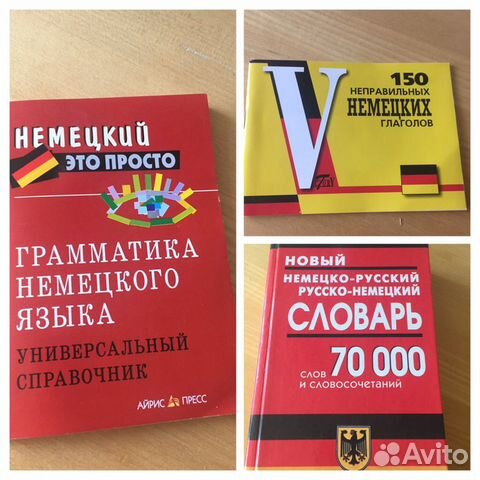 НЕМЕЦКИЙ
ЭТО ПРОСТО
ГРАММАТИКА
НЕМЕЦКОГО
ЯЗЫКА
УНИВЕРСАЛЬНЫЙ
СПРАВОЧНИК
АЙРИС ПРЕСС
150
НЕПРАВИЛЬНЫХ
НЕМЕЦКИХ
ГЛАГОЛОВ
V
НОВЫЙ
НЕМЕЦКО-РУССКИЙ
РУССКО-НЕМЕЦКИЙ
СЛОВАРЬ
70 000
СЛОВ
И СЛОВОСОЧЕТАНИЙ
Avito